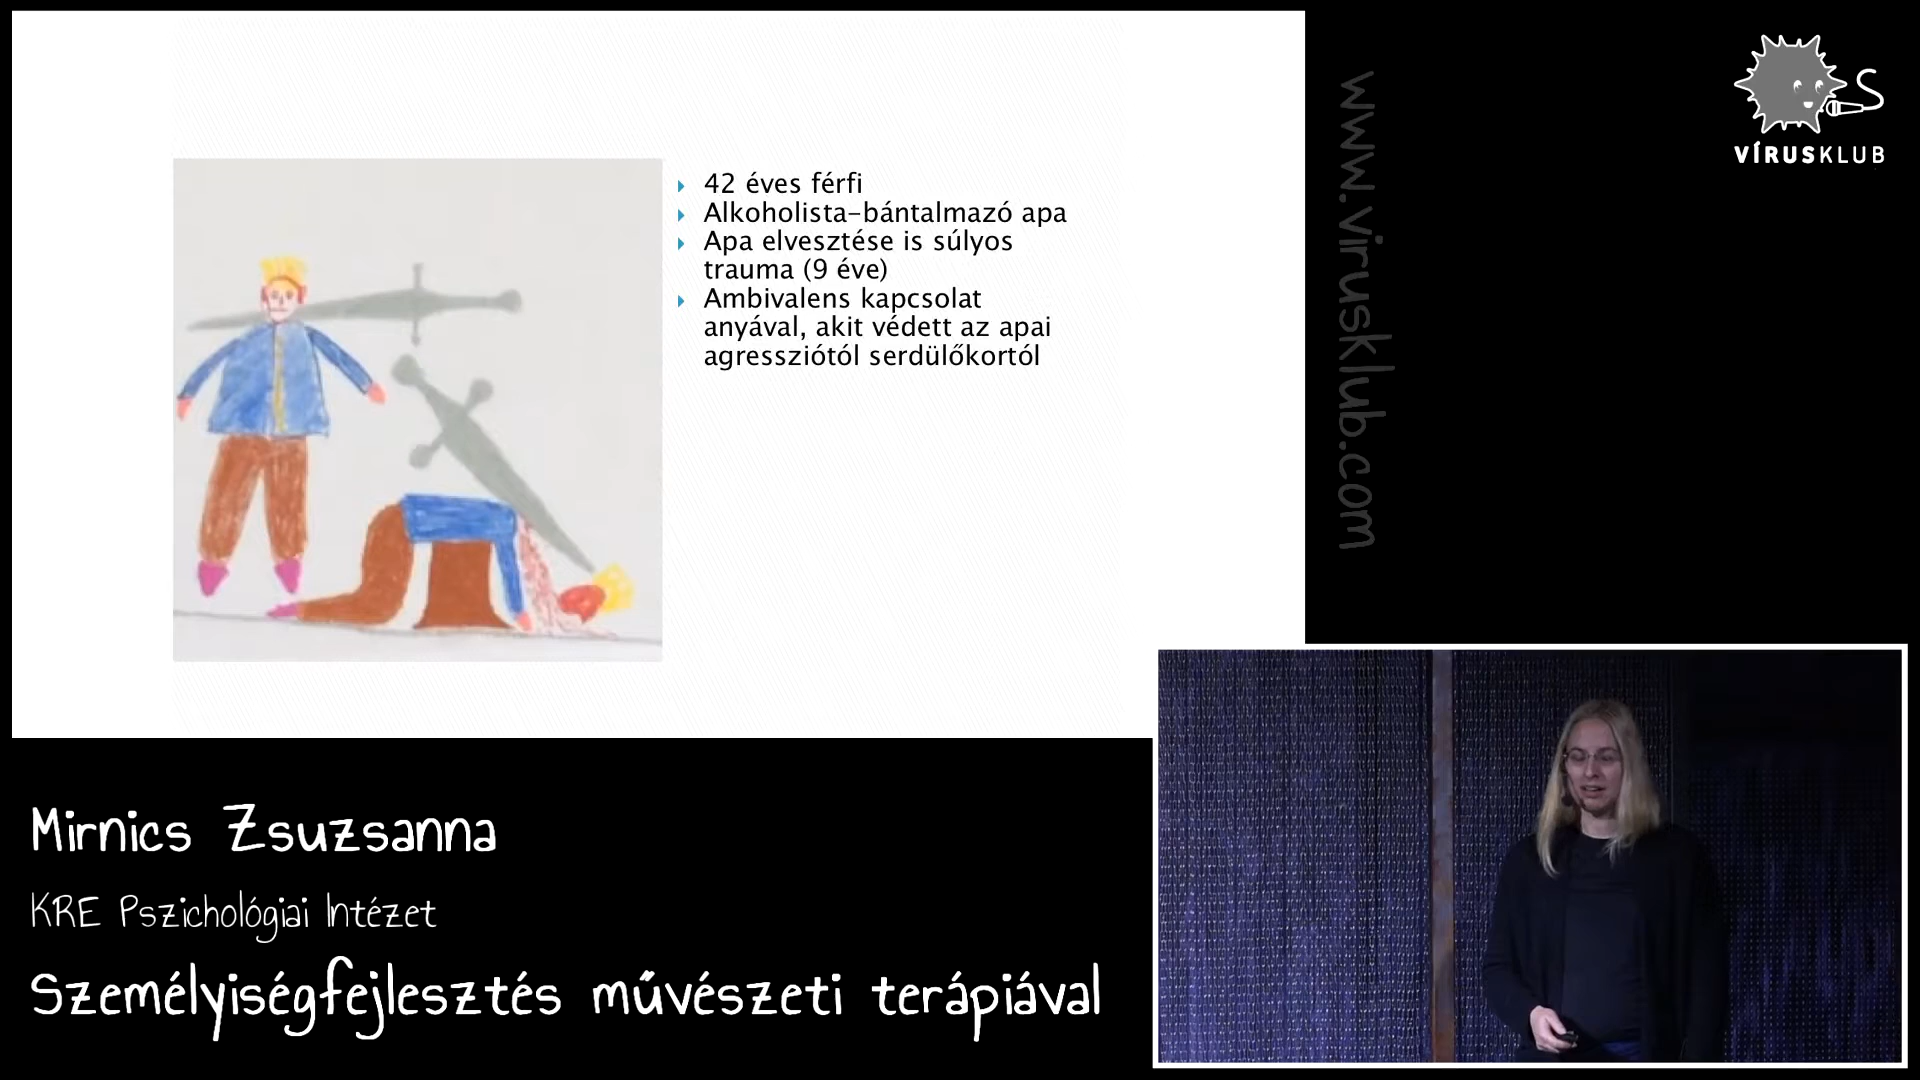 42 éves férfi
Alkoholista-bántalmazó apa
Apa elvesztése is súlyos
trauma (9 éve)
Ambivalens kapcsolat
anyával, akit védett az apai
agressziótól serdülőkortól
www.virusklub.com
VÍRUSKLUB
Mirnics Zsuzsanna
KRE Pszichológiai Intézet
Személyiségfejlesztés művészeti terápiával